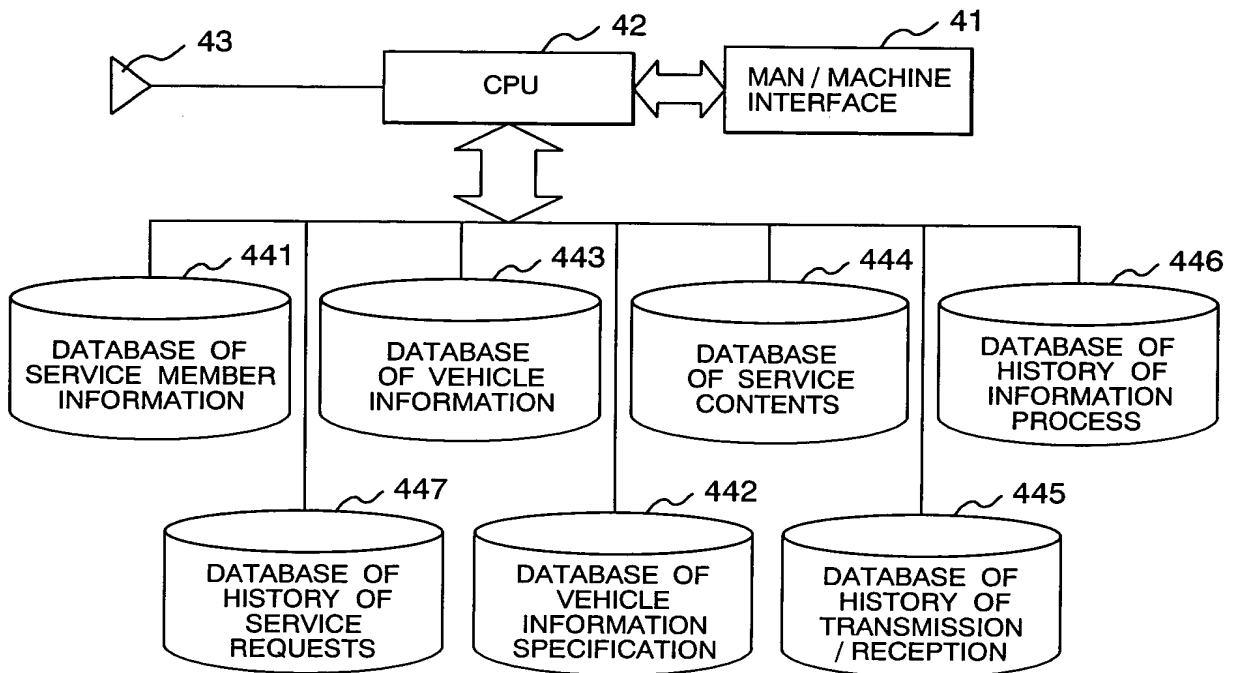 43
42
41
CPU
MAN / MACHINE
INTERFACE
441
443
444
446
DATABASE OF
SERVICE MEMBER
INFORMATION
DATABASE
OF VEHICLE
INFORMATION
DATABASE
OF SERVICE
CONTENTS
DATABASE OF
HISTORY OF
INFORMATION
PROCESS
447
442
445
DATABASE OF
HISTORY OF
SERVICE
REQUESTS
DATABASE OF
VEHICLE
INFORMATION
SPECIFICATION
DATABASE OF
HISTORY OF
TRANSMISSION
/ RECEPTION